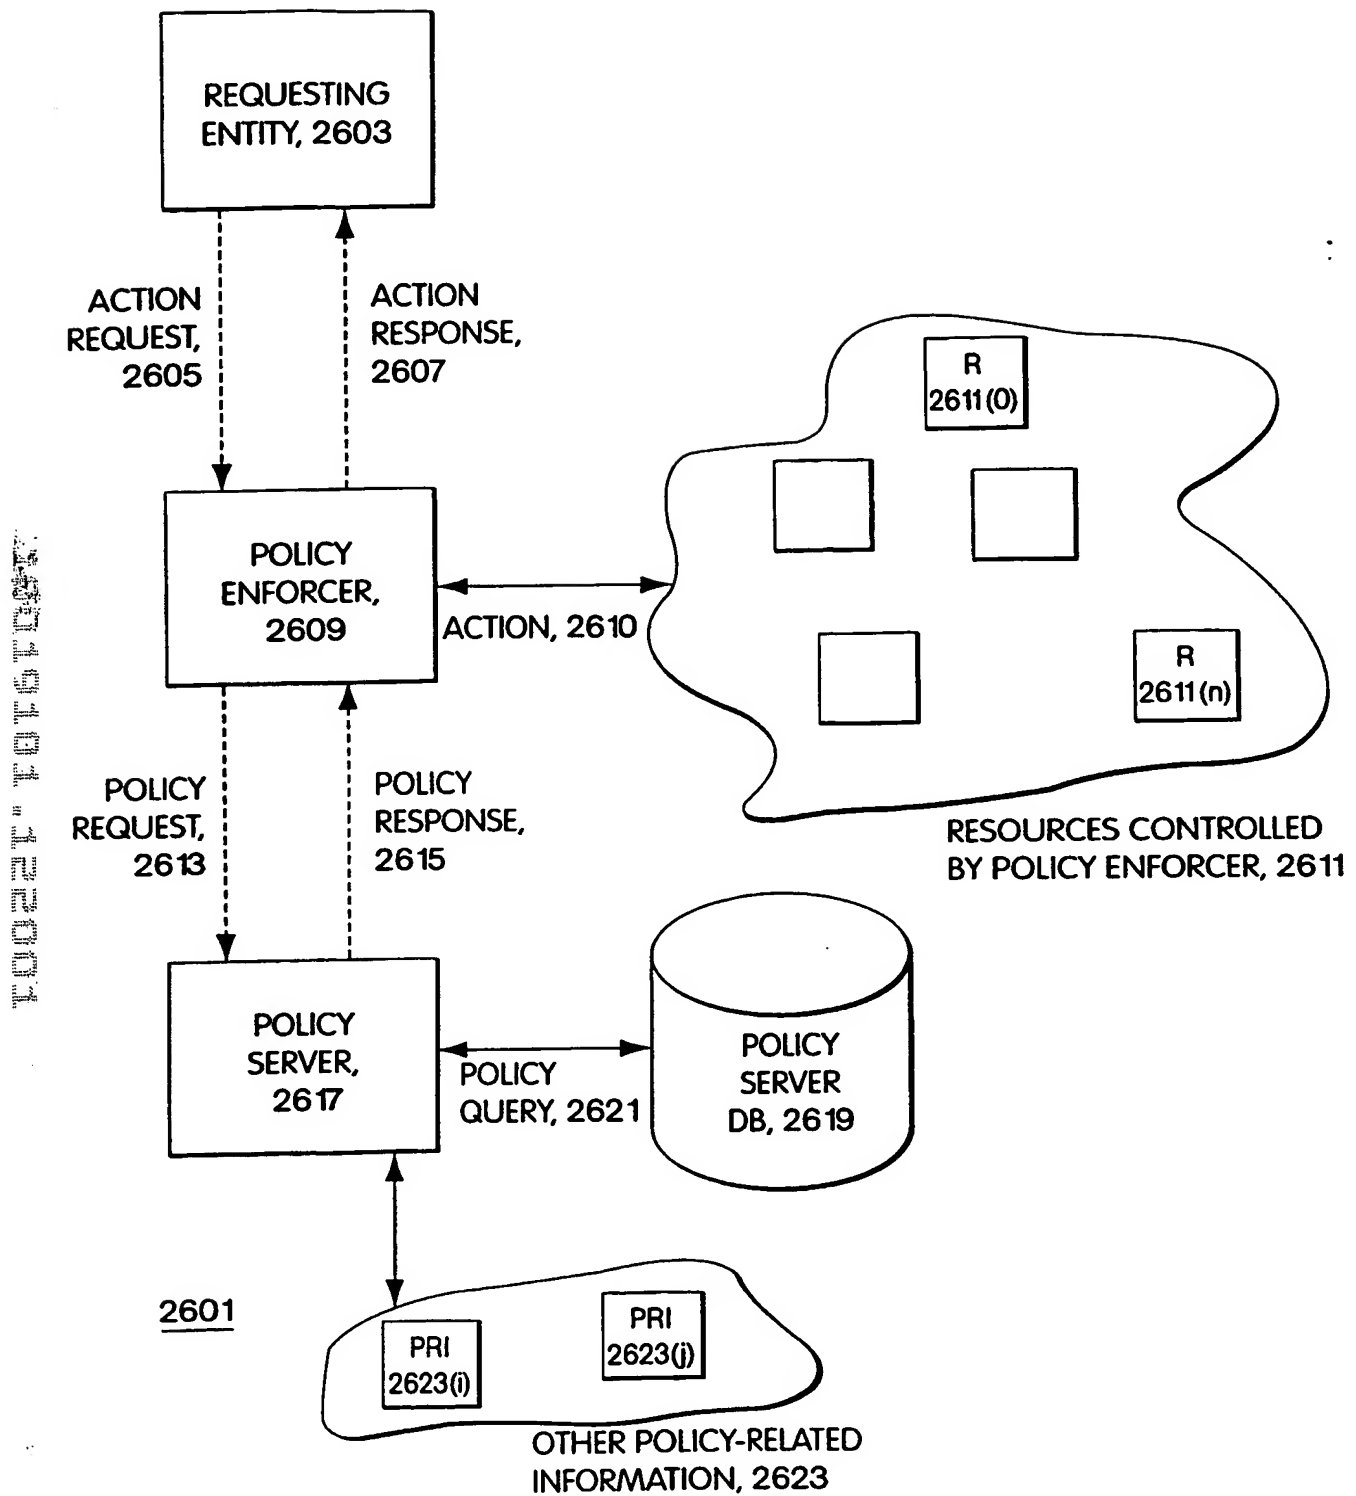 REQUESTING
ENTITY, 2603
ACTION
REQUEST,
2605
ACTION
RESPONSE,
2607
R
2611(0)
POLICY
ENFORCER,
2609
ACTION, 2610
R
2611(n)
POLICY
REQUEST,
2613
POLICY
RESPONSE,
2615
RESOURCES CONTROLLED
BY POLICY ENFORCER, 2611
POLICY
SERVER,
2617
POLICY
QUERY, 2621
POLICY
SERVER
DB, 2619
2601
PRI
2623(i)
PRI
2623(j)
OTHER POLICY-RELATED
INFORMATION, 2623